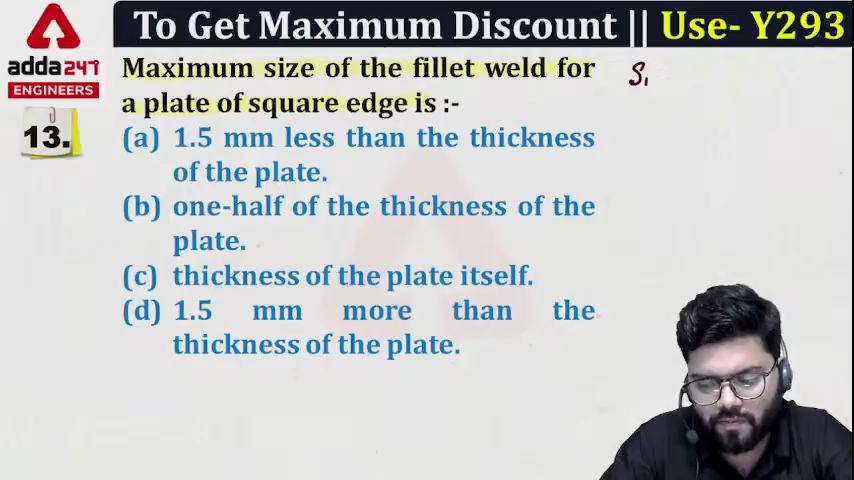 To Get Maximum Discount || Use- Y293
adda247
ENGINEERS
13.
Maximum size of the fillet weld for
a plate of square edge is :-
(a) 1.5 mm less than the thickness
of the plate.
(b) one-half of the thickness of the
plate.
(c) thickness of the plate itself.
(d) 1.5 mm more than the
thickness of the plate.